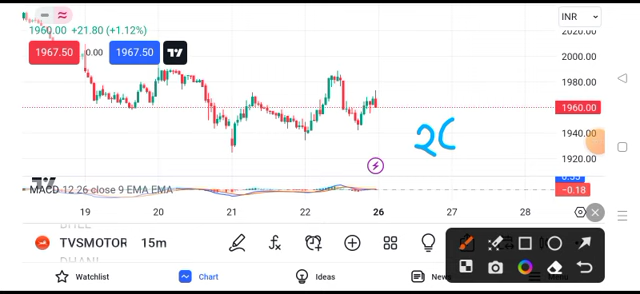 INR
2020.00
1960.00 +21.80 (+1.12%)
1967.50 0.00 1967.50
2000.00
1980.00
1960.00
1940.00
20
1920.00
MACD 12 26 close 9 EMA EMA
−0.18
19 20 21 22 26 27 28
TVSMOTOR 15m
Watchlist Chart Ideas News Menu